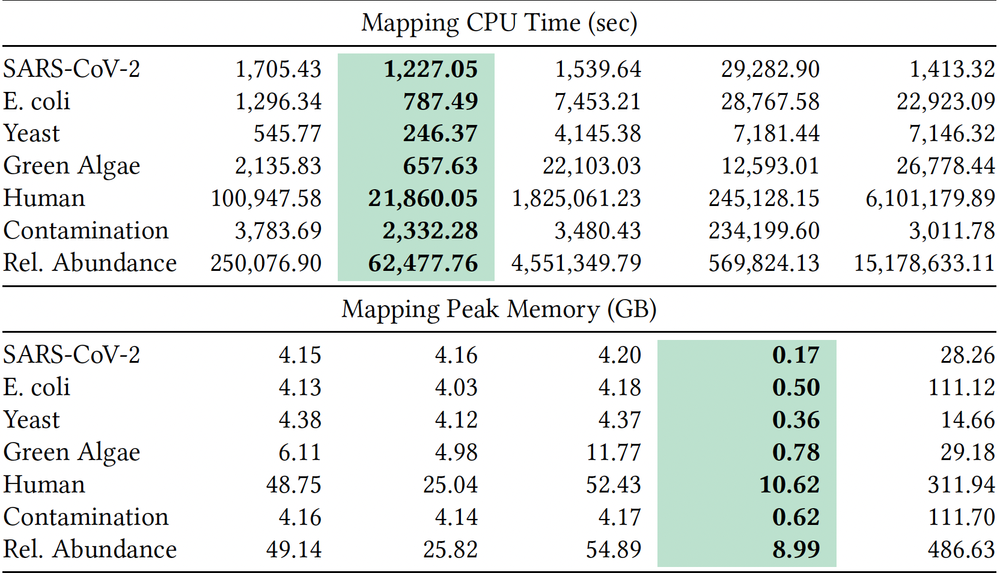 Mapping CPU Time (sec)
SARS-CoV-2 1,705.43 1,227.05 1,539.64 29,282.90 1,413.32
E. coli 1,296.34 787.49 7,453.21 28,767.58 22,923.09
Yeast 545.77 246.37 4,145.38 7,181.44 7,146.32
Green Algae 2,135.83 657.63 22,103.03 12,593.01 26,778.44
Human 100,947.58 21,860.05 1,825,061.23 245,128.15 6,101,179.89
Contamination 3,783.69 2,332.28 3,480.43 234,199.60 3,011.78
Rel. Abundance 250,076.90 62,477.76 4,551,349.79 569,824.13 15,178,633.11
Mapping Peak Memory (GB)
SARS-CoV-2 4.15 4.16 4.20 0.17 28.26
E. coli 4.13 4.03 4.18 0.50 111.12
Yeast 4.38 4.12 4.37 0.36 14.66
Green Algae 6.11 4.98 11.77 0.78 29.18
Human 48.75 25.04 52.43 10.62 311.94
Contamination 4.16 4.14 4.17 0.62 111.70
Rel. Abundance 49.14 25.82 54.89 8.99 486.63